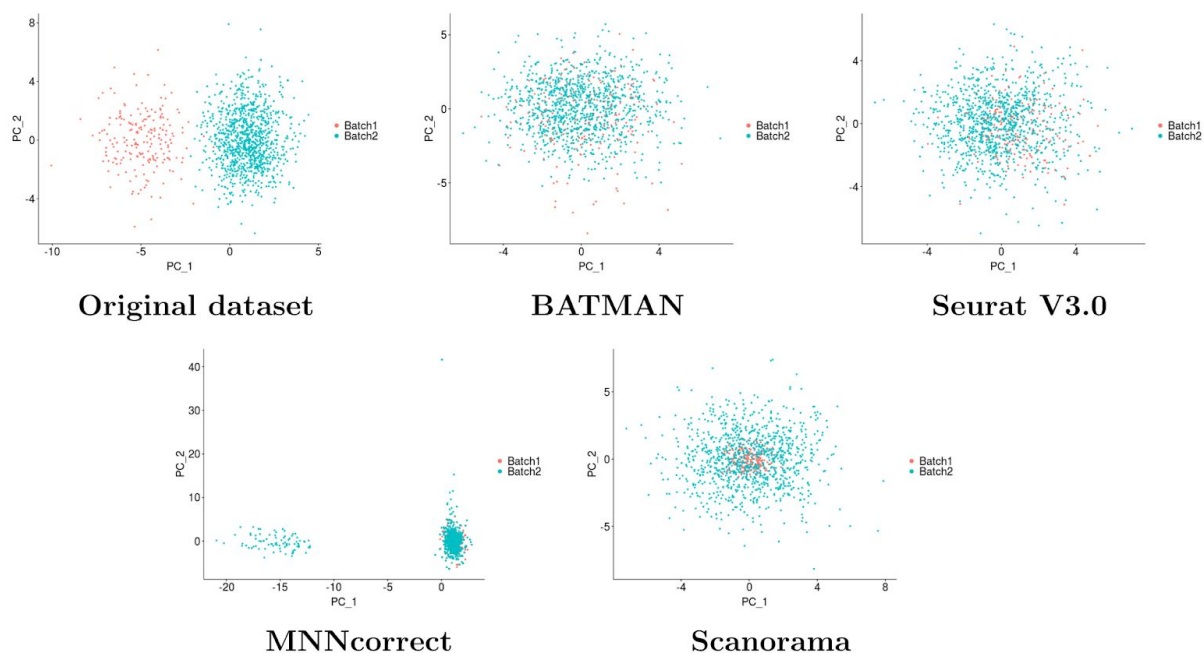 8
4
0
-4
PC_2
-10
-5
0
5
PC_1
Batch1
Batch2
Original dataset
5
0
-5
PC_2
-4
0
4
PC_1
Batch1
Batch2
BATMAN
4
0
-4
PC_2
-4
0
4
PC_1
Batch1
Batch2
Seurat V3.0
40
30
20
10
0
PC_2
-20
-15
-10
-5
0
PC_1
Batch1
Batch2
MNNcorrect
5
0
-5
PC_2
-4
0
4
8
PC_1
Batch1
Batch2
Scanorama